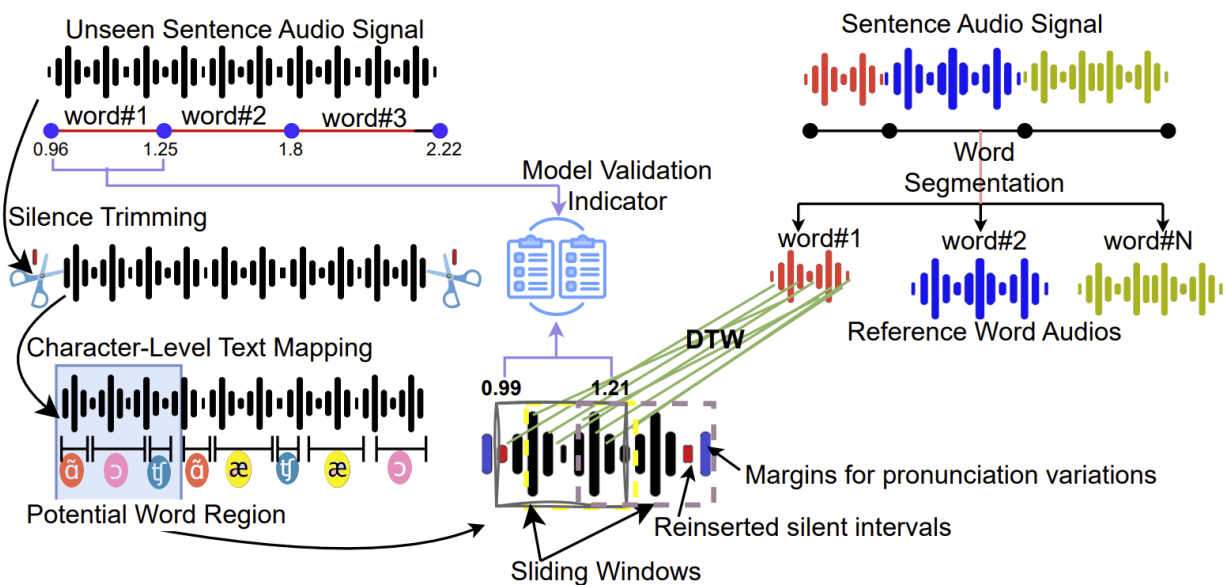 Unseen Sentence Audio Signal
word#1
word#2
word#3
0.96
1.25
1.8
2.22
Silence Trimming
Character-Level Text Mapping
ɑ̃
ɔ
ʧ
ɑ̃
æ
ʧ
æ
ɔ
Potential Word Region
Model Validation
Indicator
0.99
1.21
DTW
Sliding Windows
Sentence Audio Signal
Word
Segmentation
word#1
word#2
word#N
Reference Word Audios
Margins for pronunciation variations
Reinserted silent intervals